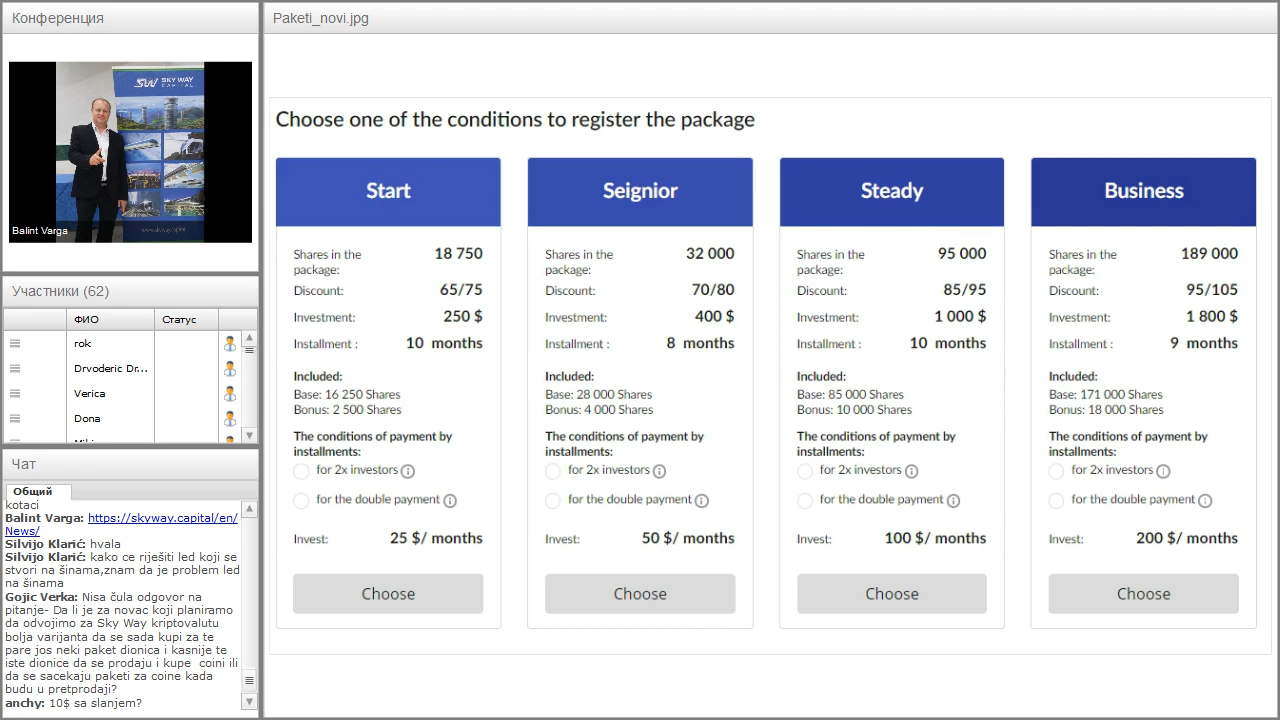 Конференция
SKY WAY
CAPITAL
www.skyway.capital
Balint Varga
Участники (62)
ФИО
Статус
rok
Drvoderic Dr...
Verica
Dona
Чат
Общий
kotaci
Balint Varga: https://skyway.capital/en/
News/
Silvijo Klarić: hvala
Silvijo Klarić: kako ce riješiti led koji se
stvori na šinama,znam da je problem led
na šinama
Gojic Verka: Nisa čula odgovor na
pitanje- Da li je za novac koji planiramo
da odvojimo za Sky Way kriptovalutu
bolja varijanta da se sada kupi za te
pare jos neki paket dionica i kasnije te
iste dionice da se prodaju i kupe coini ili
da se sacekaju paketi za coine kada
budu u pretprodaji?
anchy: 10$ sa slanjem?
Paketi_novi.jpg
Choose one of the conditions to register the package
Start
Shares in the
package:
18 750
Discount:
65/75
Investment:
250 $
Installment :
10 months
Included:
Base: 16 250 Shares
Bonus: 2 500 Shares
The conditions of payment by
installments:
for 2x investors
for the double payment
Invest:
25 $/ months
Choose
Seignior
Shares in the
package:
32 000
Discount:
70/80
Investment:
400 $
Installment :
8 months
Included:
Base: 28 000 Shares
Bonus: 4 000 Shares
The conditions of payment by
installments:
for 2x investors
for the double payment
Invest:
50 $/ months
Choose
Steady
Shares in the
package:
95 000
Discount:
85/95
Investment:
1 000 $
Installment :
10 months
Included:
Base: 85 000 Shares
Bonus: 10 000 Shares
The conditions of payment by
installments:
for 2x investors
for the double payment
Invest:
100 $/ months
Choose
Business
Shares in the
package:
189 000
Discount:
95/105
Investment:
1 800 $
Installment :
9 months
Included:
Base: 171 000 Shares
Bonus: 18 000 Shares
The conditions of payment by
installments:
for 2x investors
for the double payment
Invest:
200 $/ months
Choose